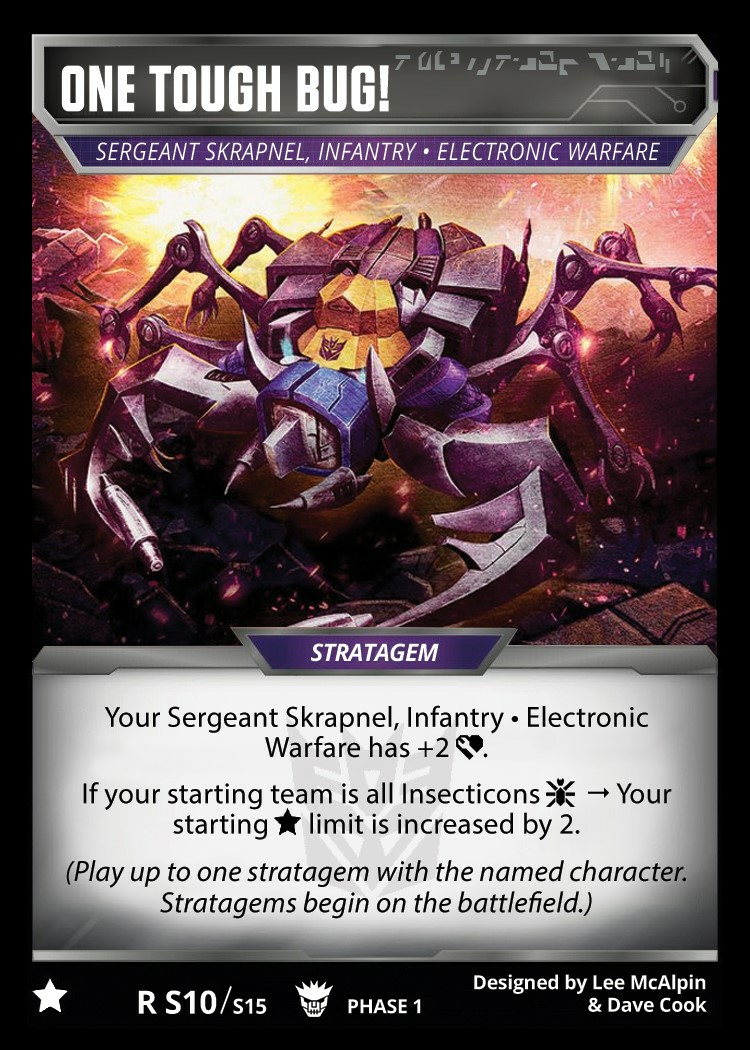 ONE TOUGH BUG!
SERGEANT SKRAPNEL, INFANTRY • ELECTRONIC WARFARE
STRATAGEM
Your Sergeant Skrapnel, Infantry • Electronic
Warfare has +2 .
If your starting team is all Insecticons → Your
starting ★ limit is increased by 2.
(Play up to one stratagem with the named character.
Stratagems begin on the battlefield.)
★ R S10/S15 PHASE 1
Designed by Lee McAlpin
& Dave Cook